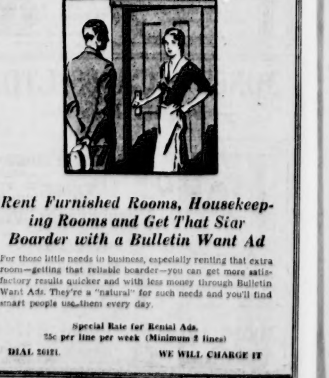 Rent Furnished Rooms, Housekeep-
ing Rooms and Get That Star
Boarder with a Bulletin Want Ad
For those little needs in business, especially renting that extra
room—getting that reliable boarder—you can get more satis-
factory results quicker and with less money through Bulletin
Want Ads. They're a "natural" for such needs and you'll find
smart people use them every day.
Special Rate for Rental Ads.
25c per line per week (Minimum 2 lines)
DIAL WE WILL CHARGE IT